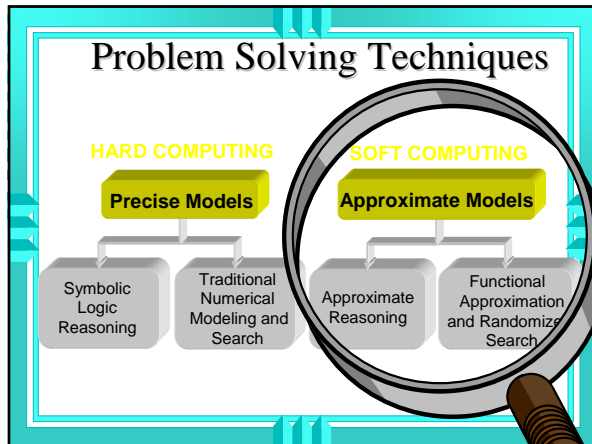 Problem Solving Techniques
HARD COMPUTING
SOFT COMPUTING
Precise Models
Approximate Models
Symbolic
Logic
Reasoning
Traditional
Numerical
Modeling and
Search
Approximate
Reasoning
Functional
Approximation
and Randomize
Search